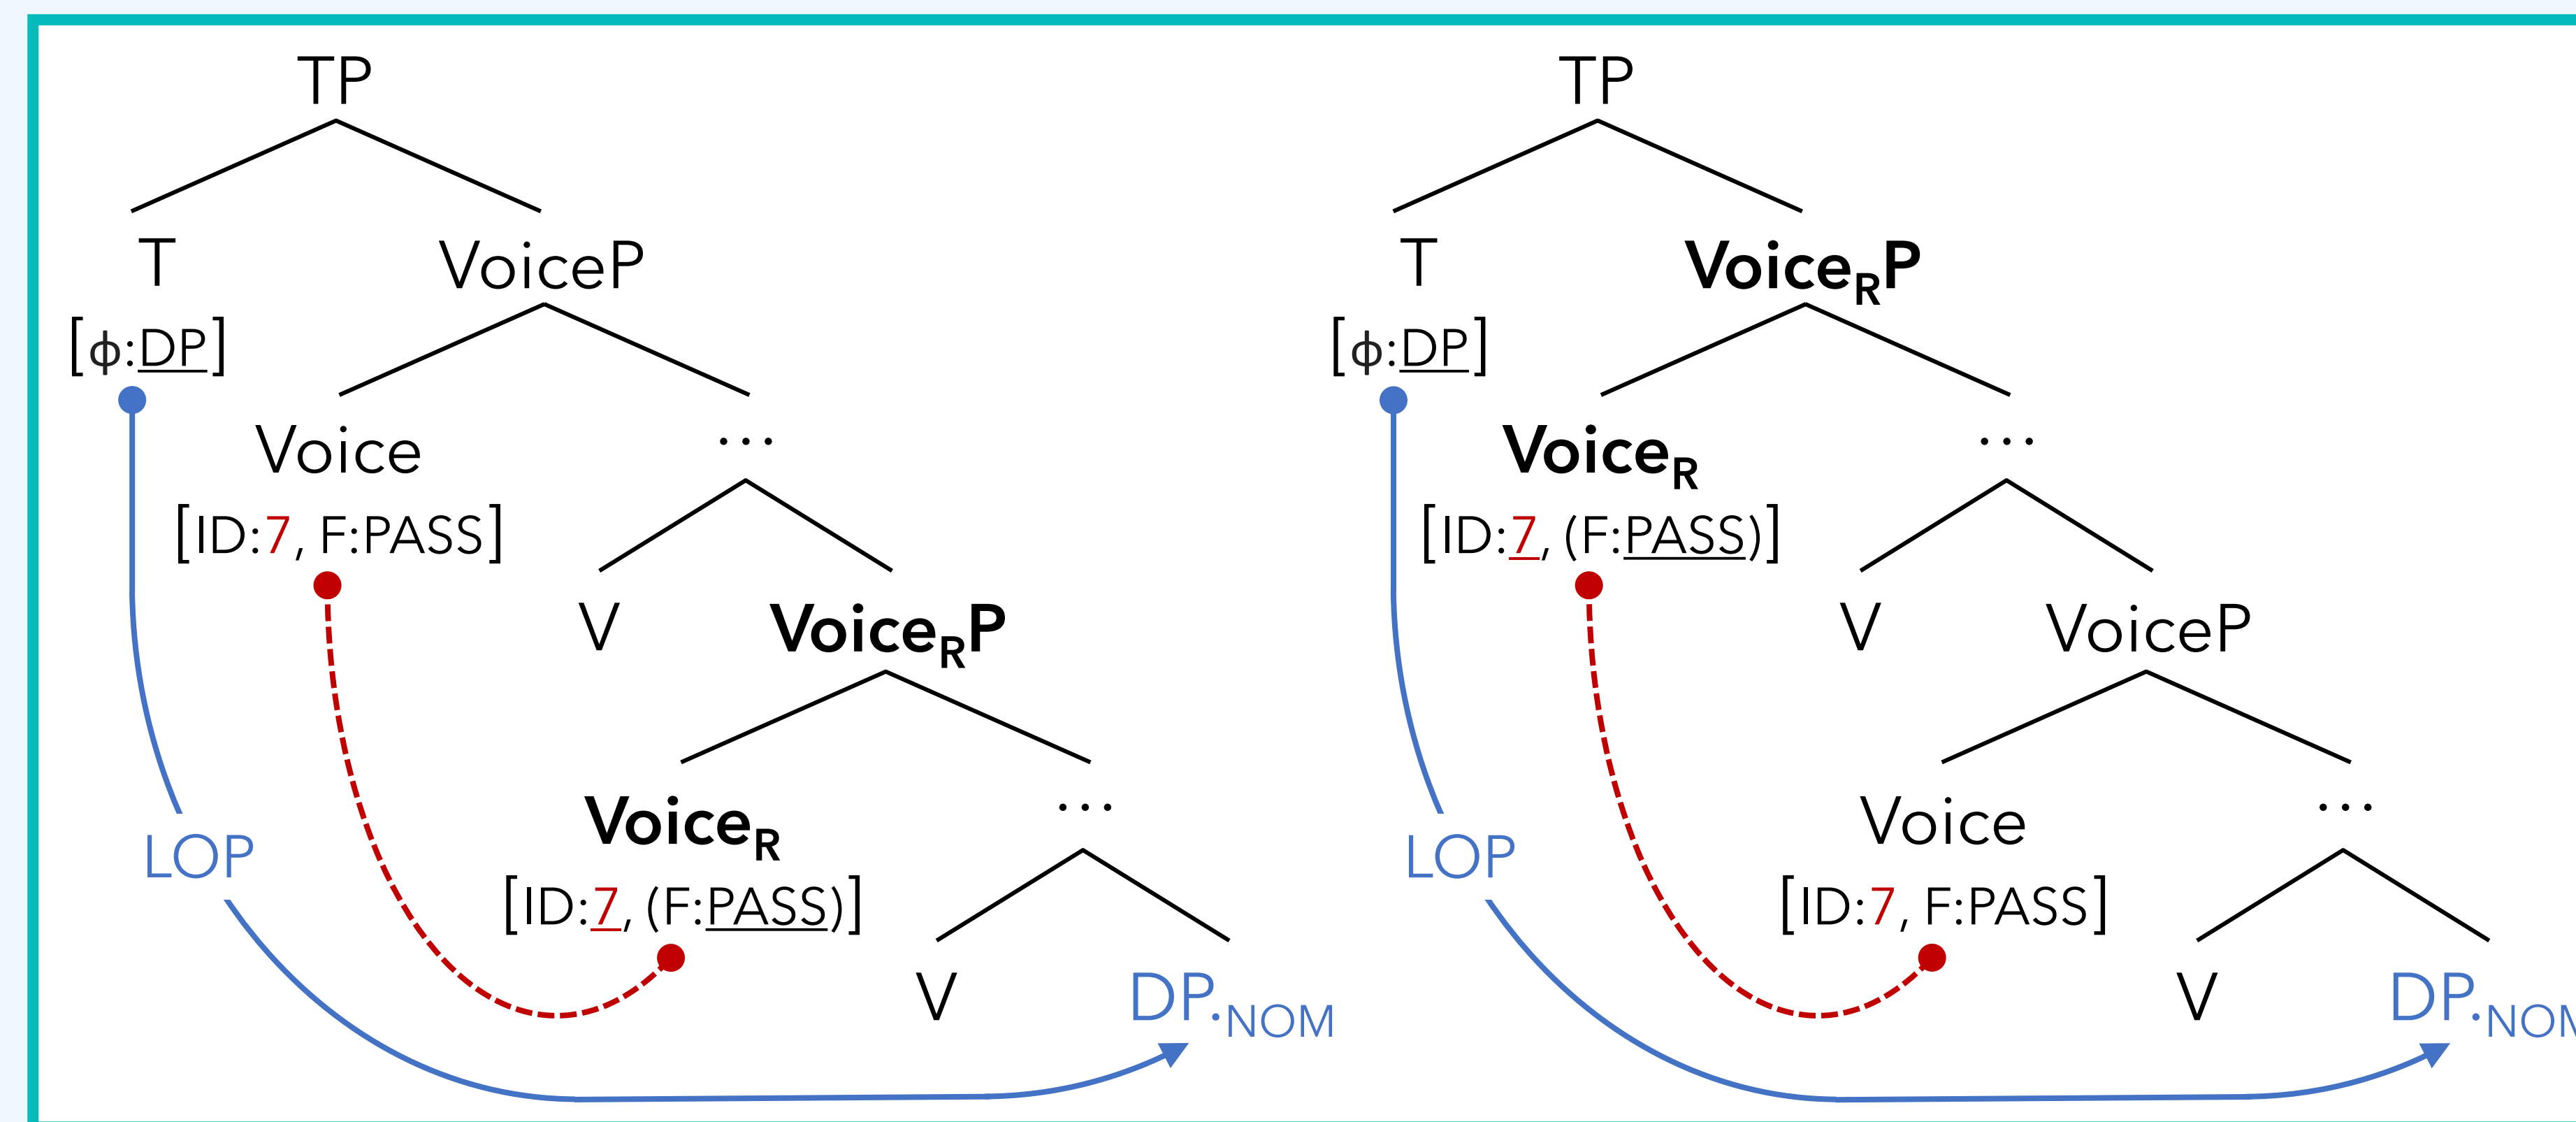 TP
T VoiceP
[ϕ:DP]
Voice ...
[ID:7, F:PASS]
V VoiceRP
VoiceR ...
LOP
[ID:7, (F:PASS)]
V DP.NOM
TP
T VoiceRP
[ϕ:DP]
VoiceR ...
[ID:7, (F:PASS)]
V VoiceP
Voice ...
LOP
[ID:7, F:PASS]
V DP.NOM